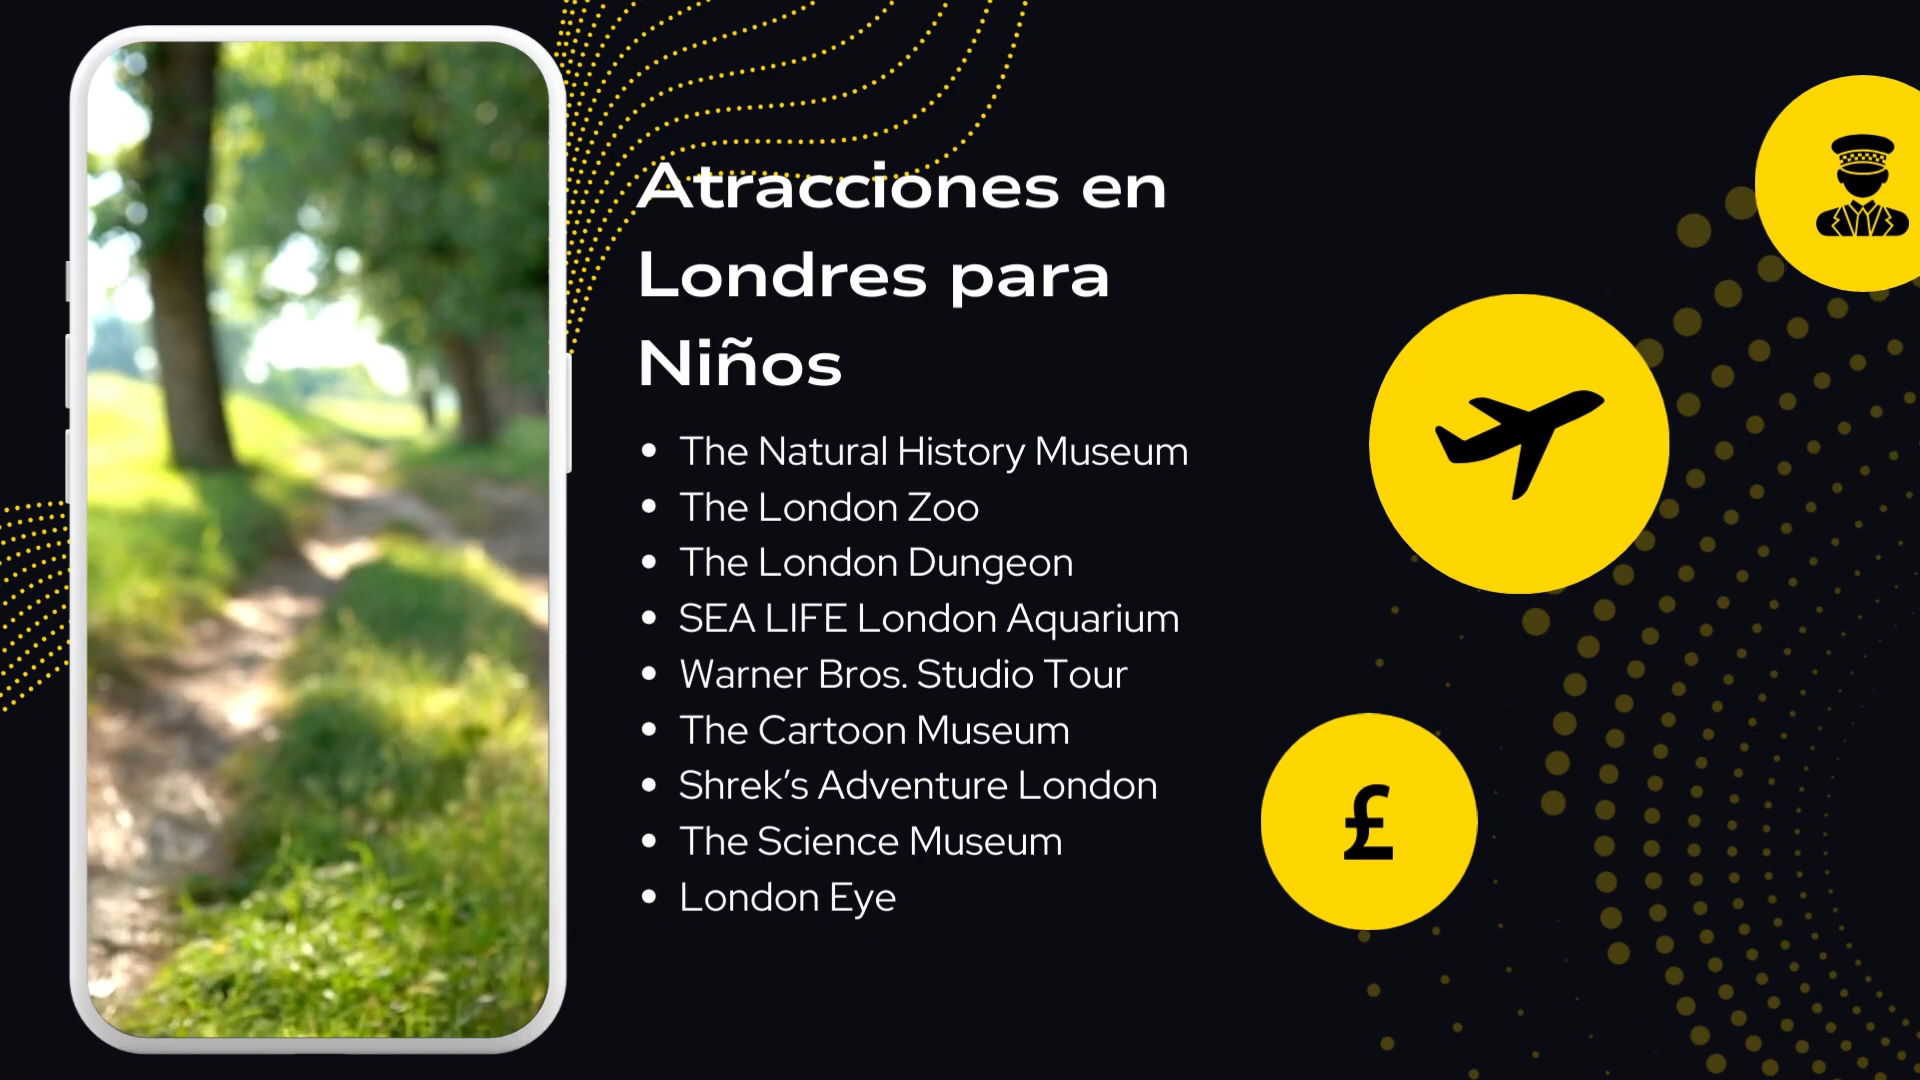 Atracciones en
Londres para
Niños
• The Natural History Museum
• The London Zoo
• The London Dungeon
• SEA LIFE London Aquarium
• Warner Bros. Studio Tour
• The Cartoon Museum
• Shrek’s Adventure London
• The Science Museum
• London Eye
£